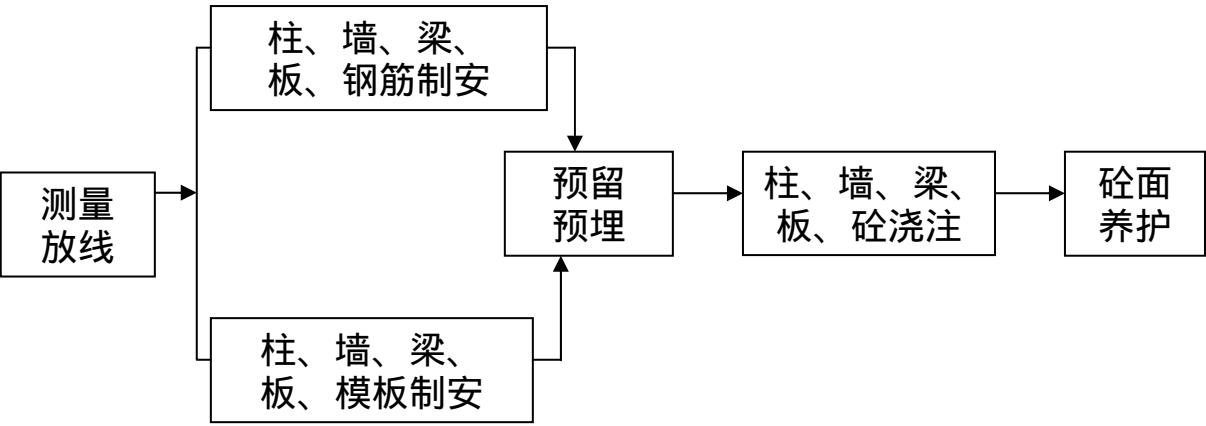 柱、墙、梁、
板、钢筋制安
测量
放线
预留
预埋
柱、墙、梁、
板、砼浇注
砼面
养护
柱、墙、梁、
板、模板制安